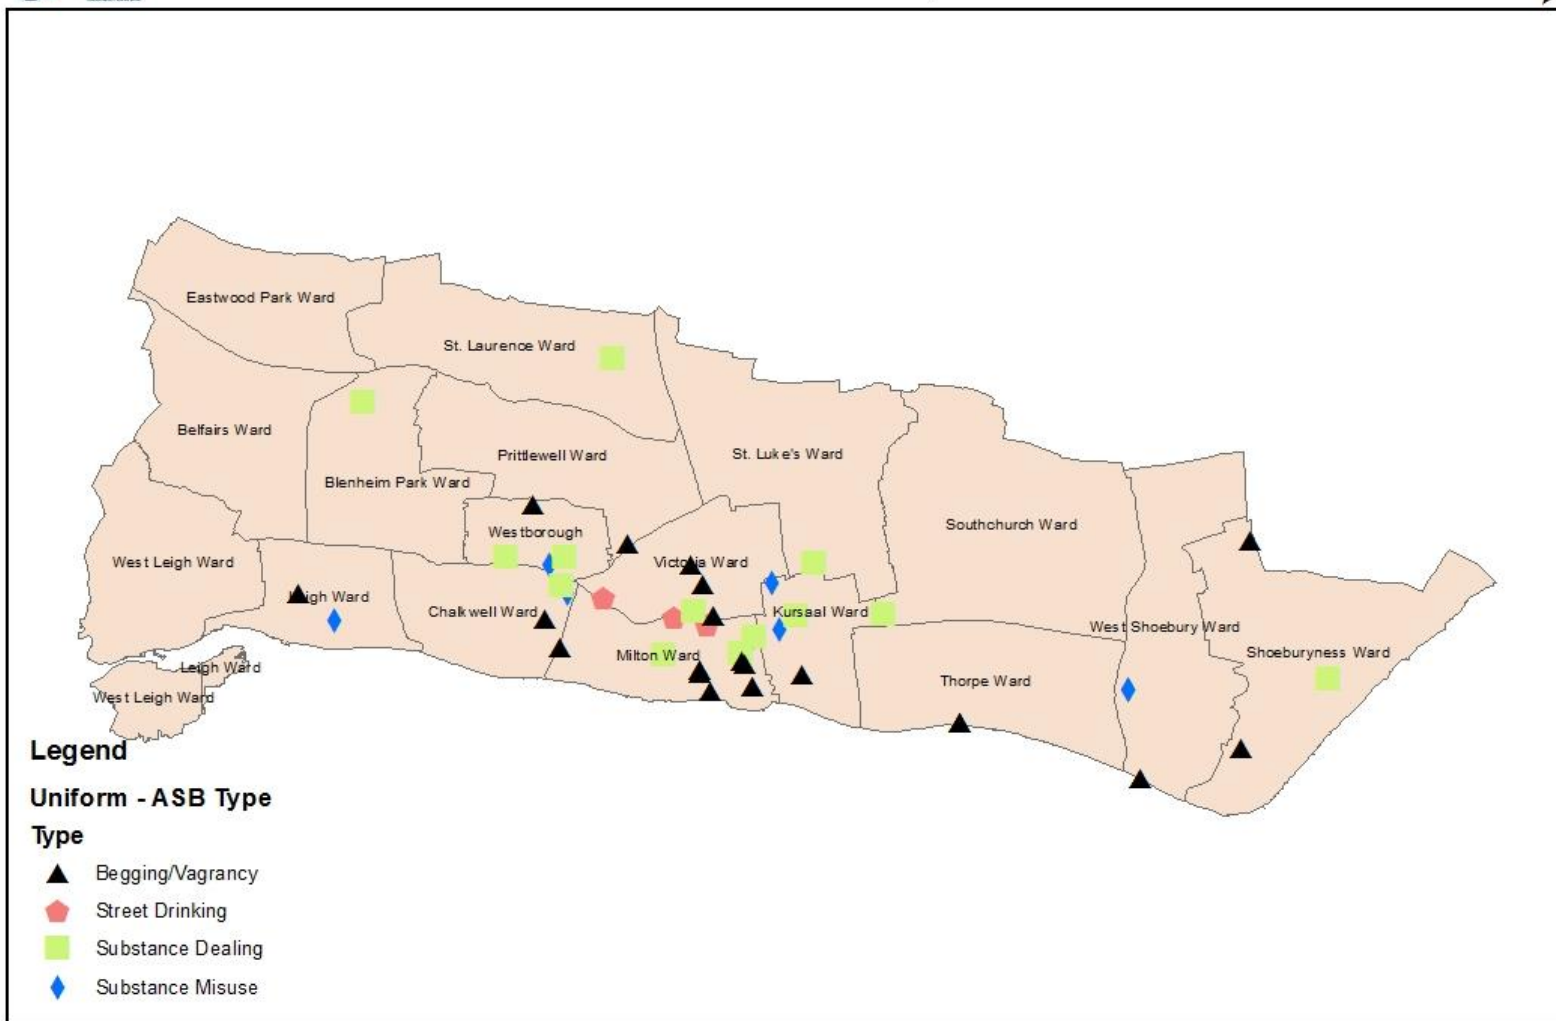 Eastwood Park Ward
St. Laurence Ward
Belfairs Ward
Prittlewell Ward
St. Luke's Ward
Blenheim Park Ward
Southchurch Ward
Westborough
West Leigh Ward
Victoria Ward
Leigh Ward
Chalkwell Ward
Kursaal Ward
West Shoebury Ward
Milton Ward
Shoeburyness Ward
Leigh Ward
Thorpe Ward
West Leigh Ward
Legend
Uniform - ASB Type
Type
Begging/Vagrancy
Street Drinking
Substance Dealing
Substance Misuse